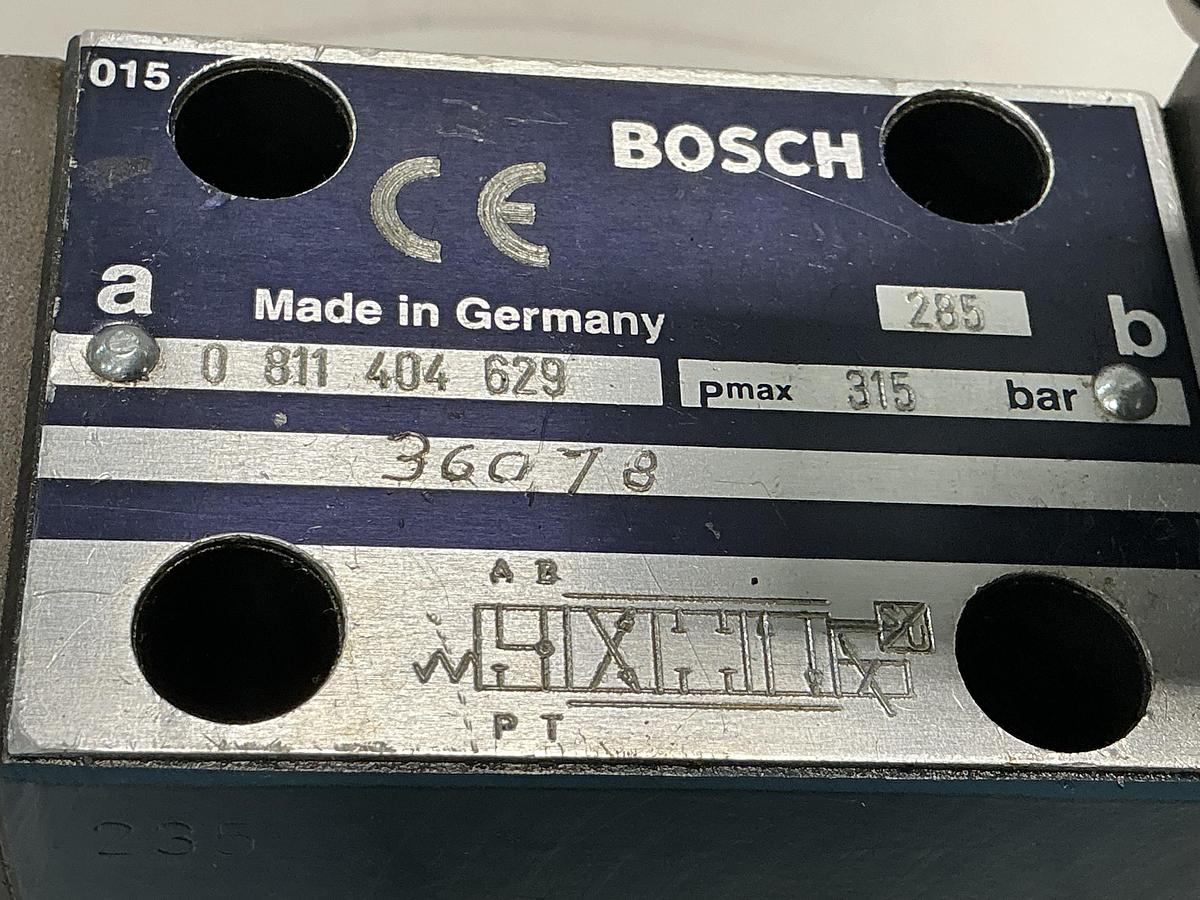 015
BOSCH
CE
a
Made in Germany
285
b
0 811 404 629
pmax 315 bar
36078
A B
U
P T
235